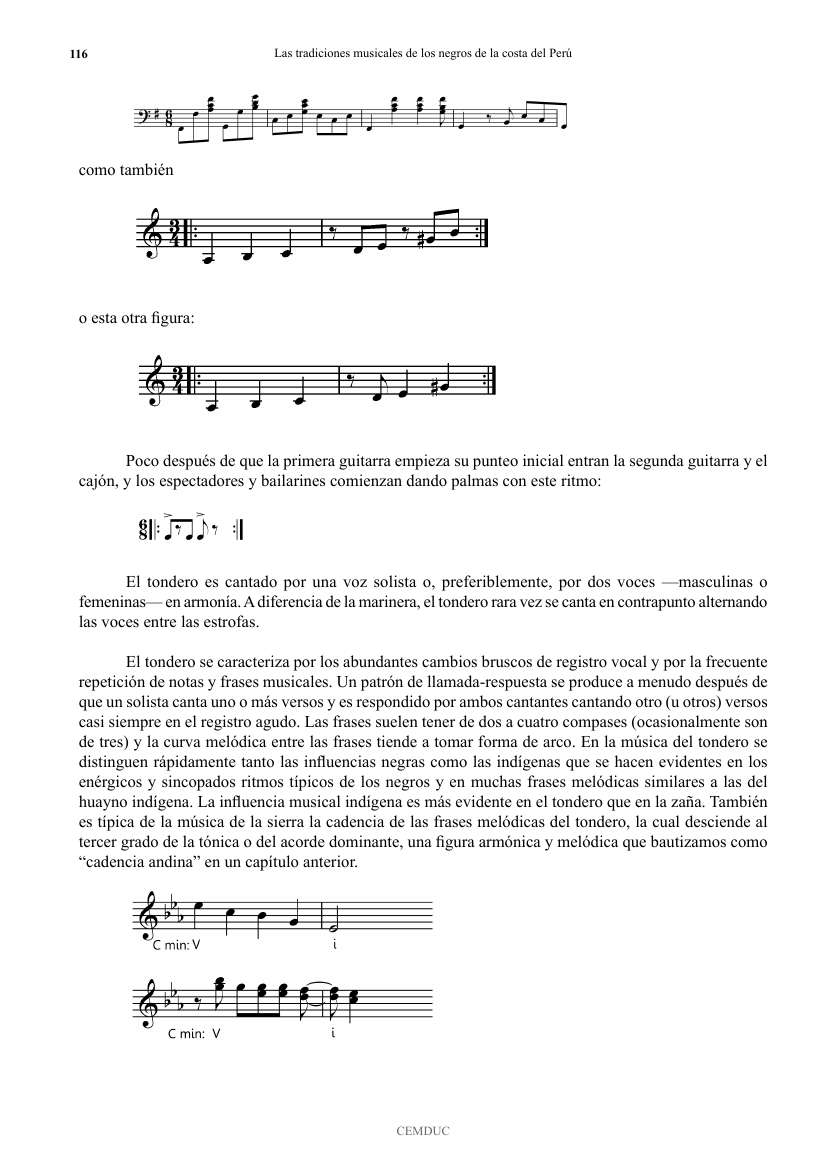 116
Las tradiciones musicales de los negros de la costa del Perú
6
8
como también
3
4
o esta otra figura:
3
4
Poco después de que la primera guitarra empieza su punteo inicial entran la segunda guitarra y el
cajón, y los espectadores y bailarines comienzan dando palmas con este ritmo:
6
8
El tondero es cantado por una voz solista o, preferiblemente, por dos voces —masculinas o
femeninas— en armonía. A diferencia de la marinera, el tondero rara vez se canta en contrapunto alternando
las voces entre las estrofas.
El tondero se caracteriza por los abundantes cambios bruscos de registro vocal y por la frecuente
repetición de notas y frases musicales. Un patrón de llamada-respuesta se produce a menudo después de
que un solista canta uno o más versos y es respondido por ambos cantantes cantando otro (u otros) versos
casi siempre en el registro agudo. Las frases suelen tener de dos a cuatro compases (ocasionalmente son
de tres) y la curva melódica entre las frases tiende a tomar forma de arco. En la música del tondero se
distinguen rápidamente tanto las influencias negras como las indígenas que se hacen evidentes en los
enérgicos y sincopados ritmos típicos de los negros y en muchas frases melódicas similares a las del
huayno indígena. La influencia musical indígena es más evidente en el tondero que en la zaña. También
es típica de la música de la sierra la cadencia de las frases melódicas del tondero, la cual desciende al
tercer grado de la tónica o del acorde dominante, una figura armónica y melódica que bautizamos como
“cadencia andina” en un capítulo anterior.
C min: V i
C min: V i
CEMDUC